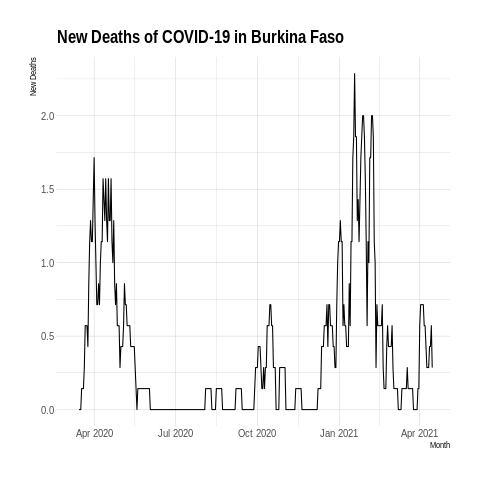 New Deaths of COVID-19 in Burkina Faso
New Deaths
2.0
1.5
1.0
0.5
0.0
Apr 2020 Jul 2020 Oct 2020 Jan 2021 Apr 2021
Month